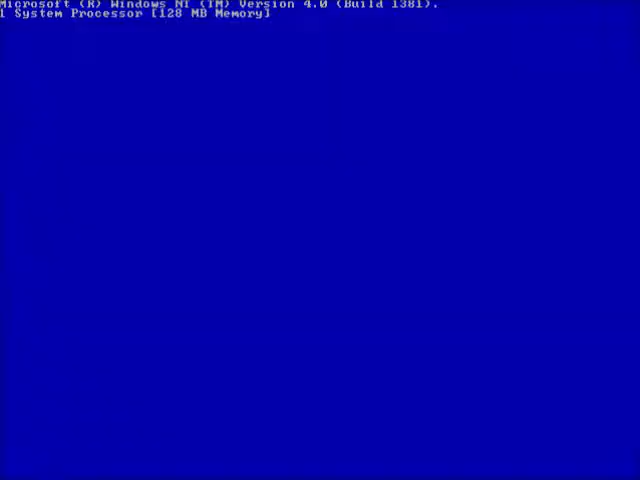 Microsoft (R) Windows NT (TM) Version 4.0 (Build 1381).
1 System Processor [128 MB Memory]